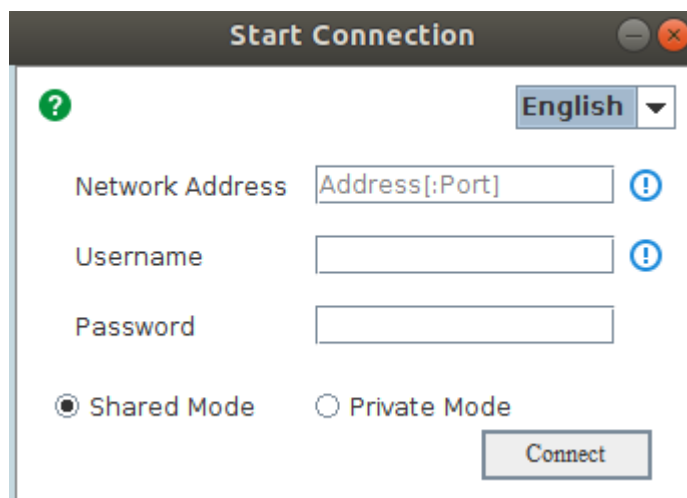 Start Connection
English
Network Address Address[:Port]
Username
Password
Shared Mode Private Mode
Connect